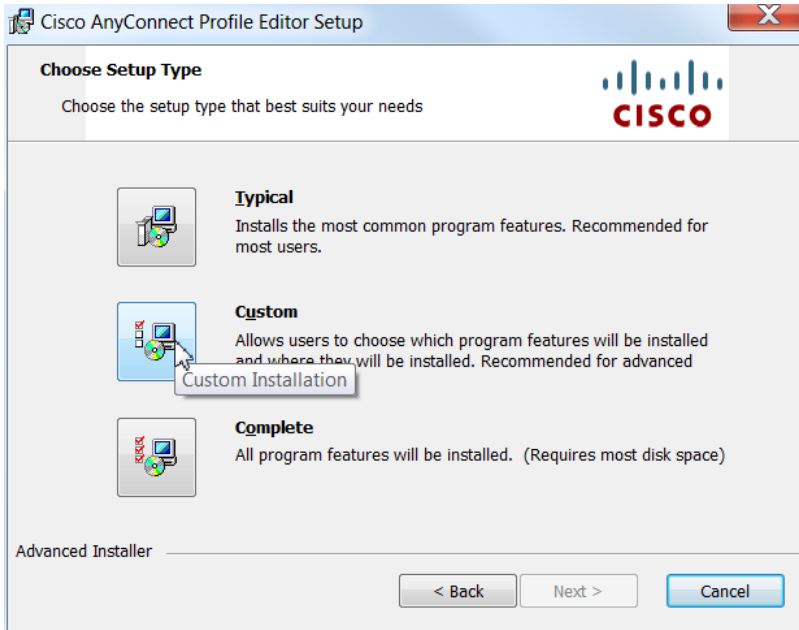 Cisco AnyConnect Profile Editor Setup
Choose Setup Type
Choose the setup type that best suits your needs
CISCO
Typical
Installs the most common program features. Recommended for
most users.
Custom
Allows users to choose which program features will be installed
and where they will be installed. Recommended for advanced
Custom Installation
Complete
All program features will be installed. (Requires most disk space)
Advanced Installer
< Back
Next >
Cancel